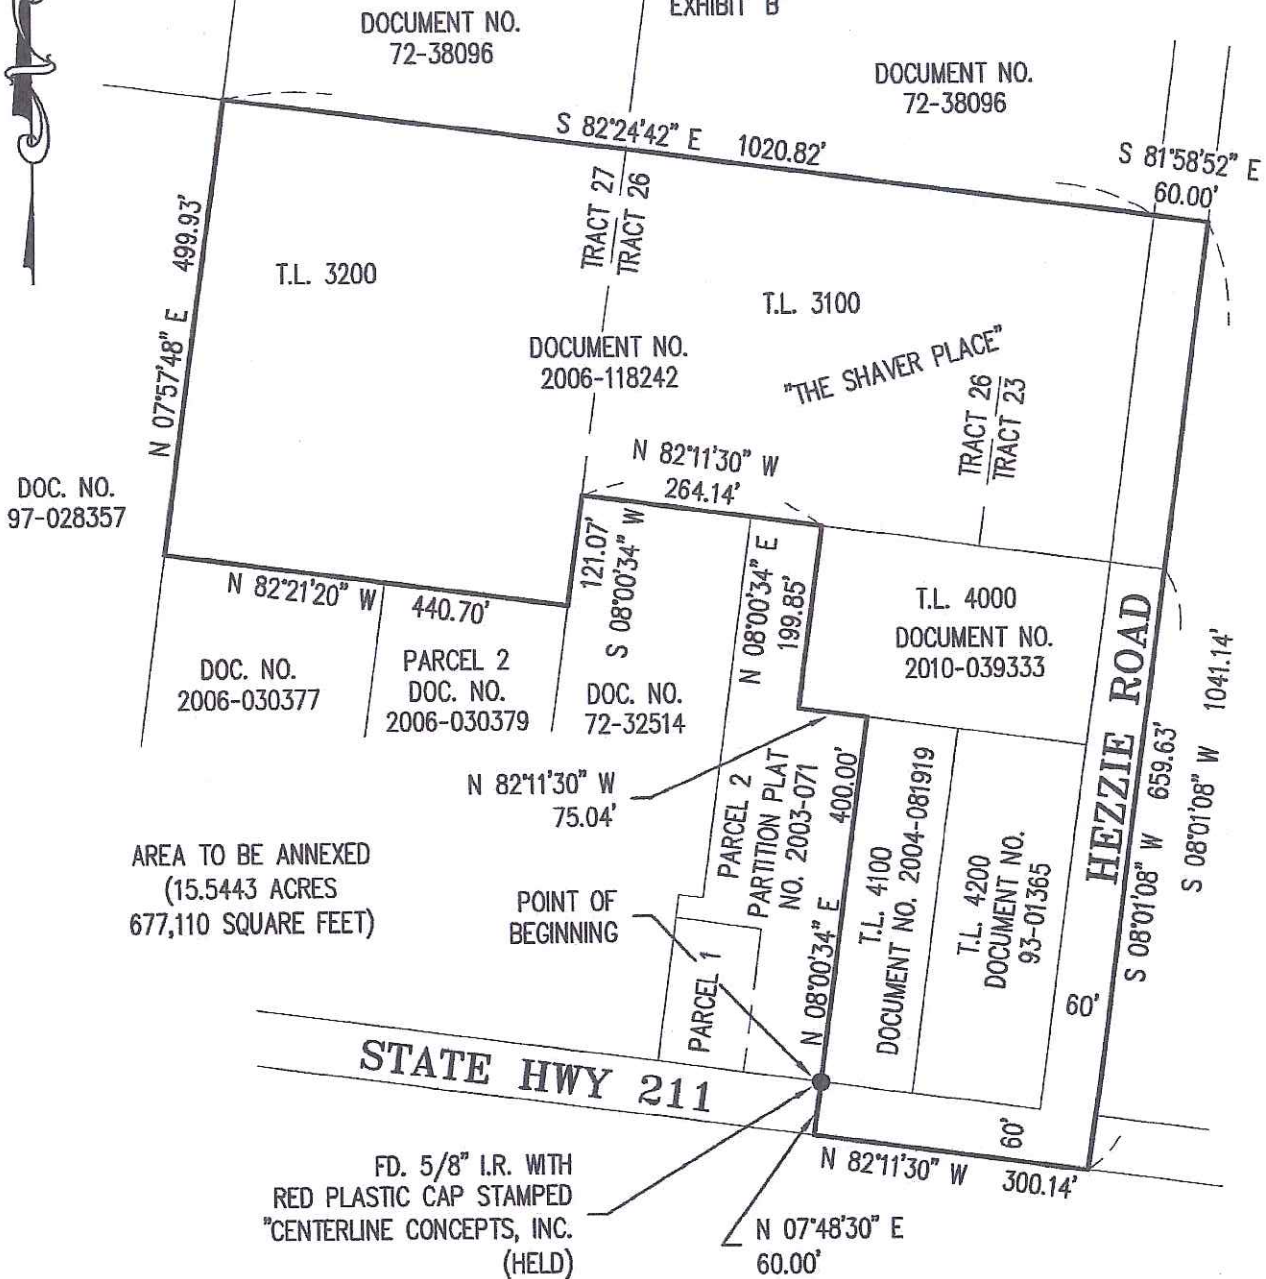 EXHIBIT B
DOCUMENT NO.
72-38096
DOCUMENT NO.
72-38096
S 82°24'42" E 1020.82'
S 81°58'52" E
60.00'
N 07°57'48" E 499.93'
T.L. 3200
TRACT 27
TRACT 26
T.L. 3100
DOCUMENT NO.
2006-118242
"THE SHAVER PLACE"
TRACT 26
TRACT 23
DOC. NO.
97-028357
N 82°11'30" W
264.14'
N 82°21'20" W 440.70'
121.07'
S 08°00'34" W
N 08°00'34" E
199.85'
T.L. 4000
DOCUMENT NO.
2010-039333
DOC. NO.
2006-030377
PARCEL 2
DOC. NO.
2006-030379
DOC. NO.
72-32514
HEZZIE ROAD
S 08°01'08" W 659.63'
S 08°01'08" W 1041.14'
N 82°11'30" W
75.04'
PARCEL 2
PARTITION PLAT
NO. 2003-071
N 08°00'34" E 400.00'
T.L. 4100
DOCUMENT NO. 2004-081919
T.L. 4200
DOCUMENT NO.
93-01365
AREA TO BE ANNEXED
(15.5443 ACRES
677,110 SQUARE FEET)
POINT OF
BEGINNING
PARCEL 1
60'
STATE HWY 211
60'
N 82°11'30" W 300.14'
FD. 5/8" I.R. WITH
RED PLASTIC CAP STAMPED
"CENTERLINE CONCEPTS, INC.
(HELD)
N 07°48'30" E
60.00'